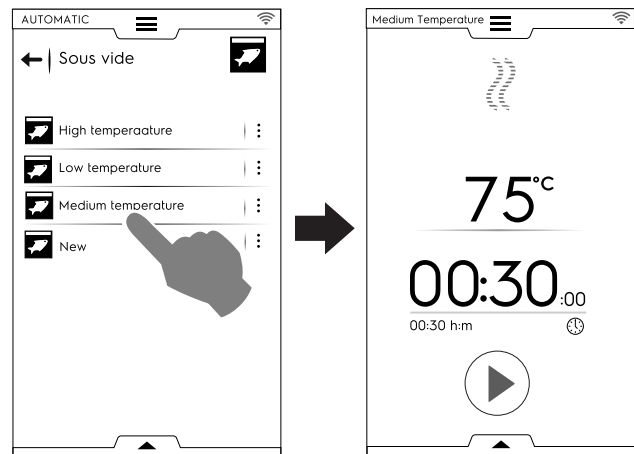 AUTOMATIC
Sous vide
High temperaature
Low temperature
Medium temperature
New
Medium Temperature
75°C
00:30:00
00:30 h:m